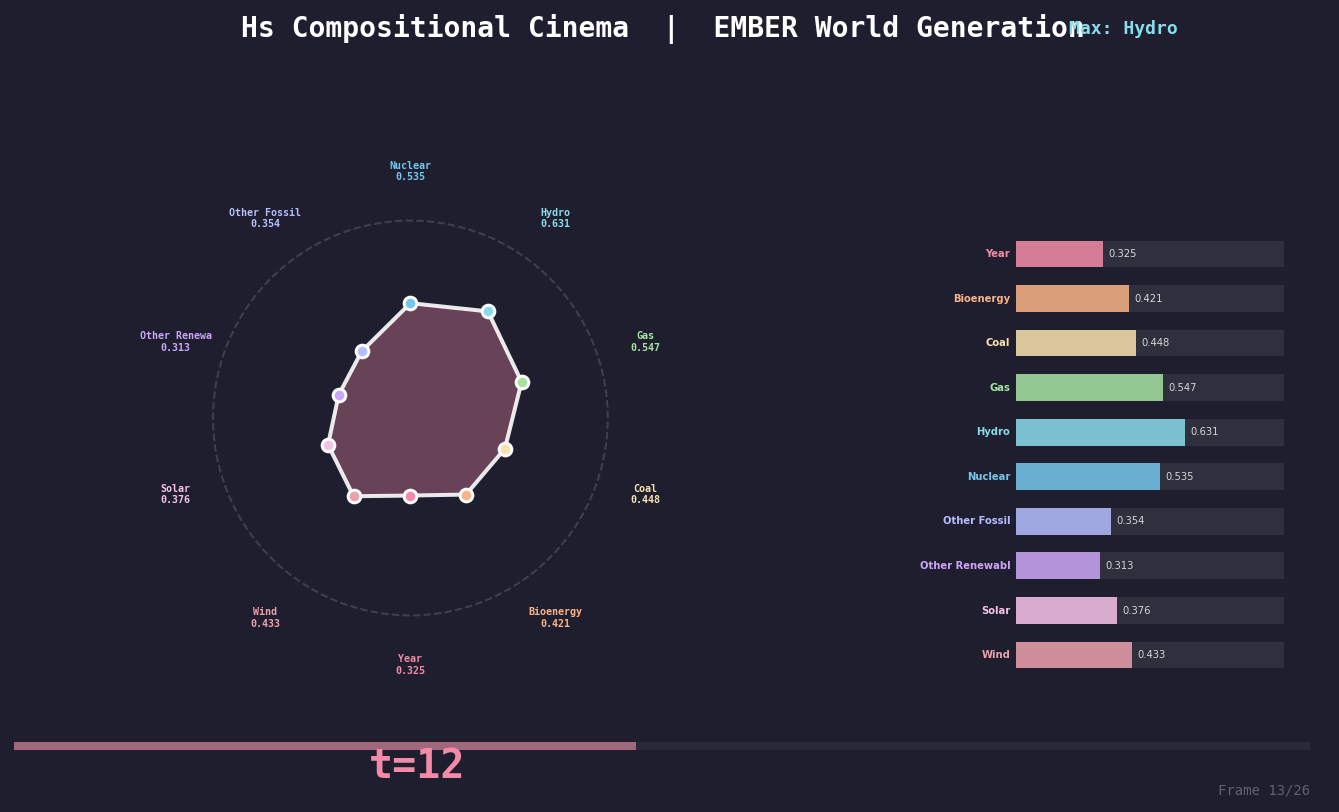 Hs Compositional Cinema | EMBER World Generation
Max: Hydro
Nuclear
0.535
Other Fossil
0.354
Hydro
0.631
Other Renewa
0.313
Gas
0.547
Solar
0.376
Coal
0.448
Wind
0.433
Bioenergy
0.421
Year
0.325
Year 0.325
Bioenergy 0.421
Coal 0.448
Gas 0.547
Hydro 0.631
Nuclear 0.535
Other Fossil 0.354
Other Renewabl 0.313
Solar 0.376
Wind 0.433
t=12
Frame 13/26